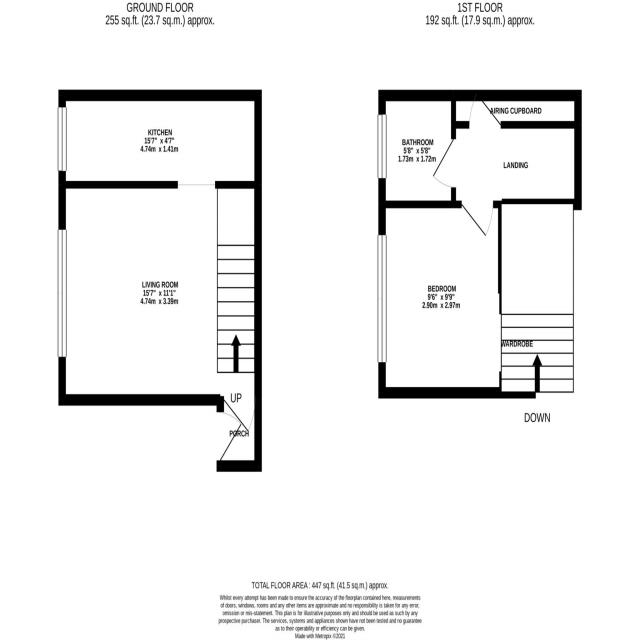 GROUND FLOOR
255 sq.ft. (23.7 sq.m.) approx.
1ST FLOOR
192 sq.ft. (17.9 sq.m.) approx.
KITCHEN
15'7" x 4'7"
4.74m x 1.41m
LIVING ROOM
15'7" x 11'1"
4.74m x 3.39m
UP
PORCH
AIRING CUPBOARD
BATHROOM
5'8" x 5'8"
1.73m x 1.72m
LANDING
BEDROOM
9'6" x 9'9"
2.90m x 2.97m
WARDROBE
DOWN
TOTAL FLOOR AREA : 447 sq.ft. (41.5 sq.m.) approx.
Whilst every attempt has been made to ensure the accuracy of the floorplan contained here, measurements
of doors, windows, rooms and any other items are approximate and no responsibility is taken for any error,
omission or mis-statement. This plan is for illustrative purposes only and should be used as such by any
prospective purchaser. The services, systems and appliances shown have not been tested and no guarantee
as to their operability or efficiency can be given.
Made with Metropix ©2021